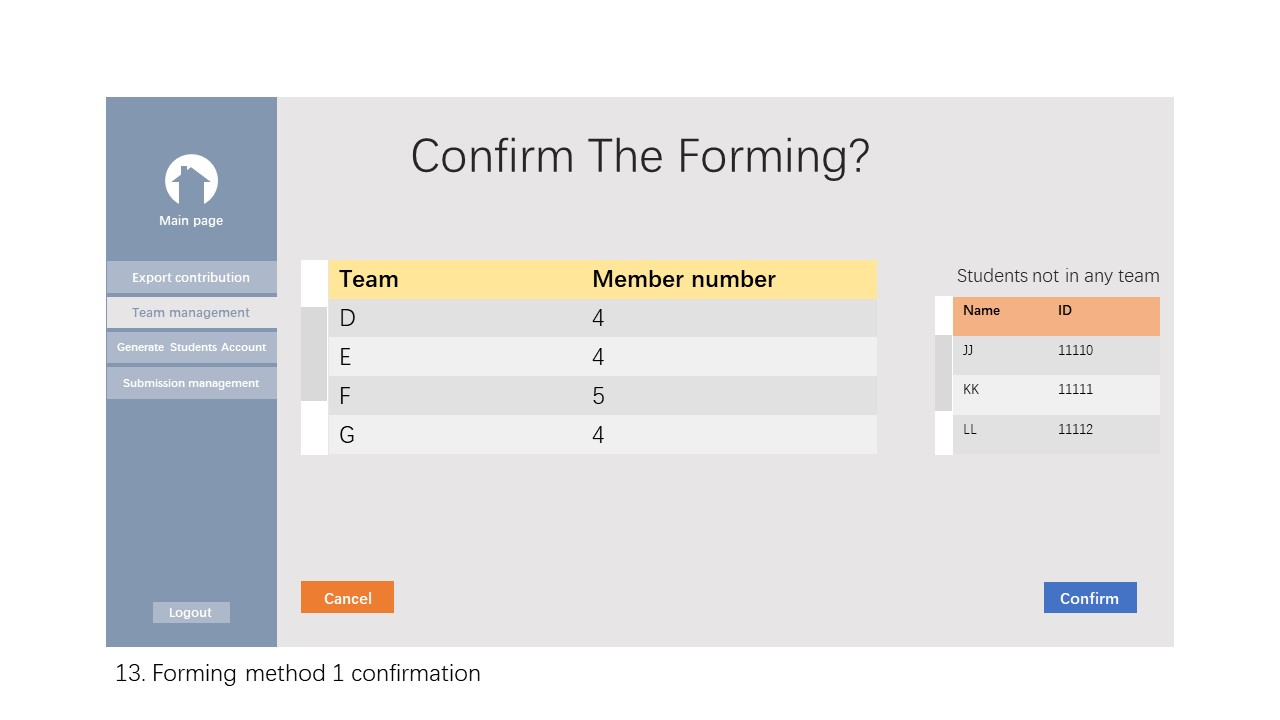 Confirm The Forming?
Main page
Export contribution
Team management
Generate Students Account
Submission management
Logout
Team Member number
D 4
E 4
F 5
G 4
Students not in any team
Name ID
JJ 11110
KK 11111
LL 11112
Cancel
Confirm
13. Forming method 1 confirmation